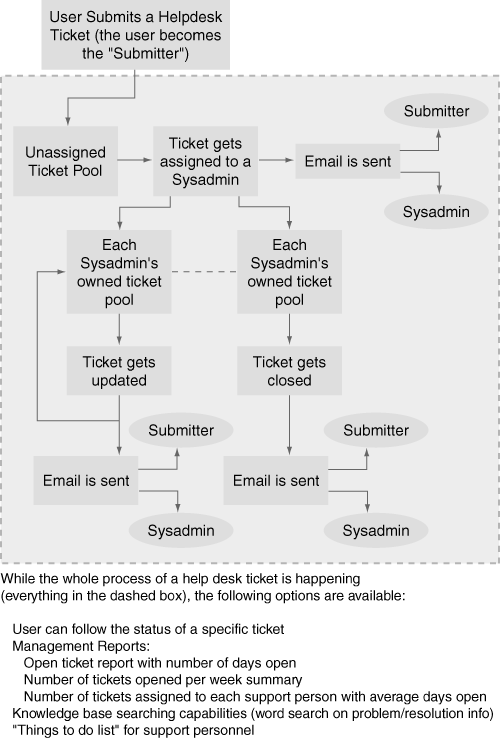 User Submits a Helpdesk
Ticket (the user becomes
the "Submitter")
Unassigned
Ticket Pool
Ticket gets
assigned to a
Sysadmin
Email is sent
Submitter
Sysadmin
Each
Sysadmin's
owned ticket
pool
Each
Sysadmin's
owned ticket
pool
Ticket gets
updated
Ticket gets
closed
Email is sent
Submitter
Sysadmin
Email is sent
Submitter
Sysadmin
While the whole process of a help desk ticket is happening
(everything in the dashed box), the following options are available:
User can follow the status of a specific ticket
Management Reports:
Open ticket report with number of days open
Number of tickets opened per week summary
Number of tickets assigned to each support person with average days open
Knowledge base searching capabilities (word search on problem/resolution info)
"Things to do list" for support personnel